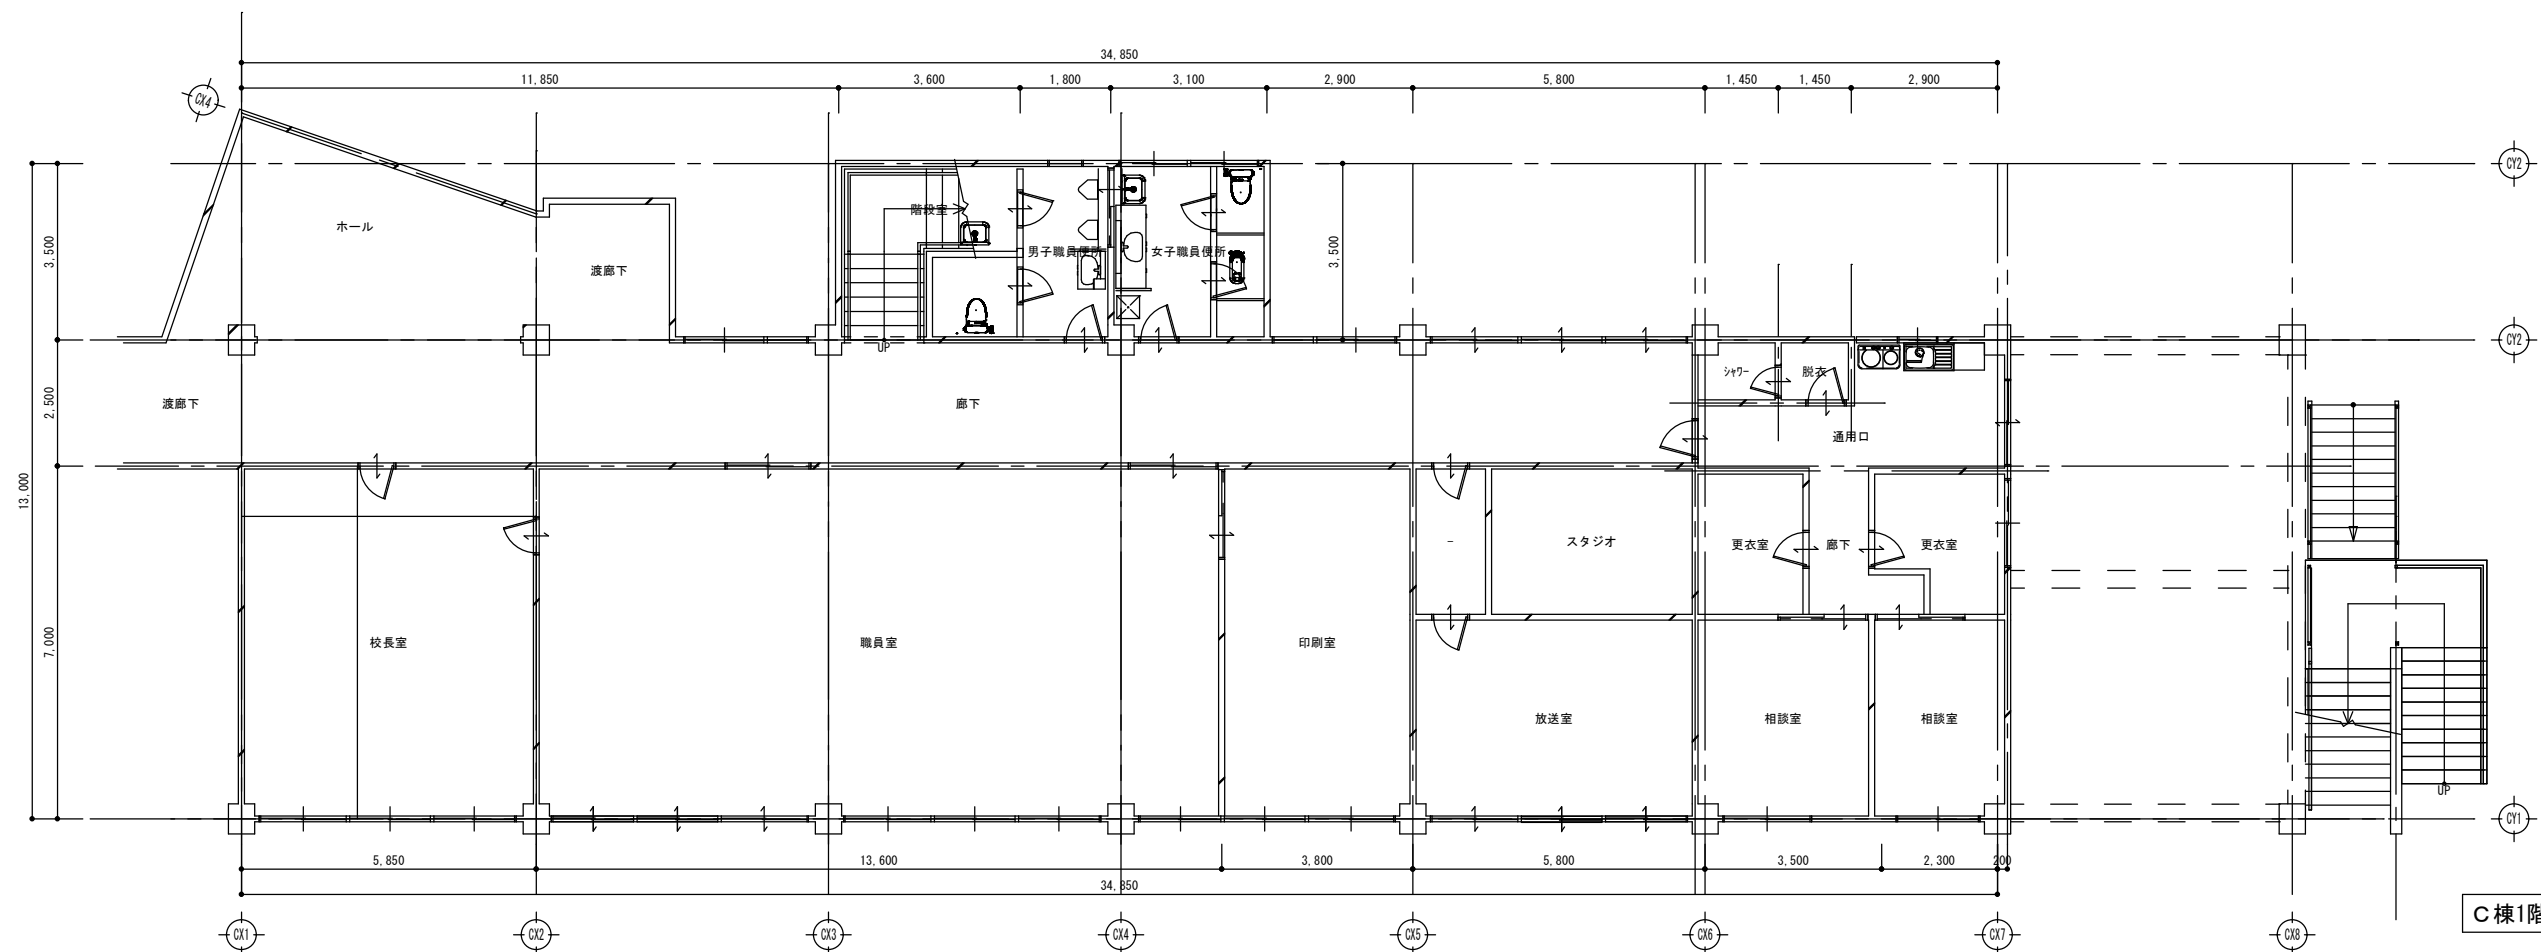 34,850
11,850
3,600
1,800
3,100
2,900
5,800
1,450
1,450
2,900
CX4
CY2
ホール
階段室
男子職員便所
女子職員便所
渡廊下
3,500
3,500
UP
CY2
シャワー
脱衣
渡廊下
廊下
2,500
通用口
13,000
スタジオ
更衣室
廊下
更衣室
7,000
校長室
職員室
印刷室
放送室
相談室
相談室
UP
CY1
5,850
13,600
3,800
5,800
3,500
2,300
200
34,850
C棟1階
CX1
CX2
CX3
CX4
CX5
CX6
CX7
CX8